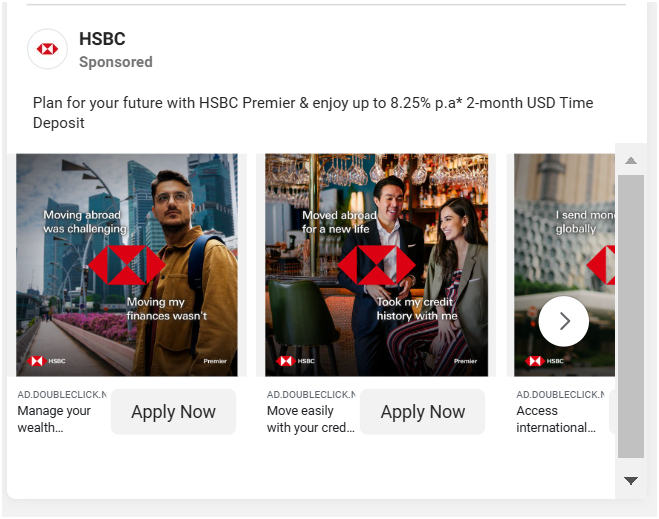 HSBC
Sponsored
Plan for your future with HSBC Premier & enjoy up to 8.25% p.a* 2-month USD Time
Deposit
Moving abroad
was challenging
Moving my
finances wasn't
HSBC
Premier
Moved abroad
for a new life
Took my credit
history with me
HSBC
Premier
I send
globally
HSBC
AD.DOUBLECLICK.N
Manage your
wealth...
Apply Now
AD.DOUBLECLICK.N
Move easily
with your cred...
Apply Now
AD.DOUBLECLICK.N
Access
international...